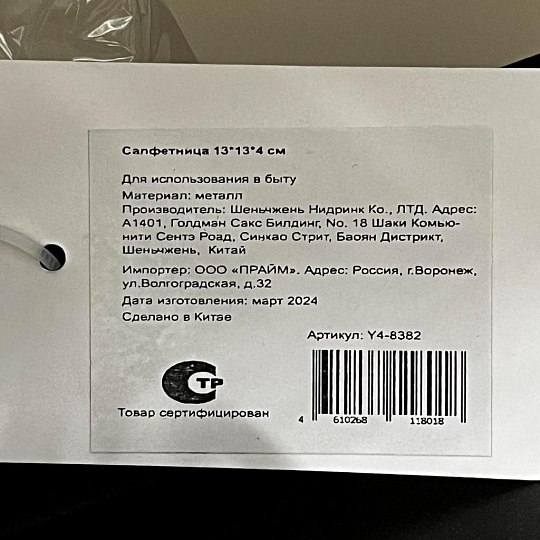 Салфетница 13*13*4 см
Для использования в быту
Материал: металл
Производитель: Шеньчжень Нидринк Ко., ЛТД. Адрес:
А1401, Голдман Сакс Билдинг, No. 18 Шаки Комью-
нити Сентэ Роад, Синкао Стрит, Баоян Дистрикт,
Шеньчжень, Китай
Импортер: ООО «ПРАЙМ». Адрес: Россия, г.Воронеж,
ул.Волгоградская, д.32
Дата изготовления: март 2024
Сделано в Китае
Артикул: Y4-8382
СТР
Товар сертифицирован
4 610268 118018